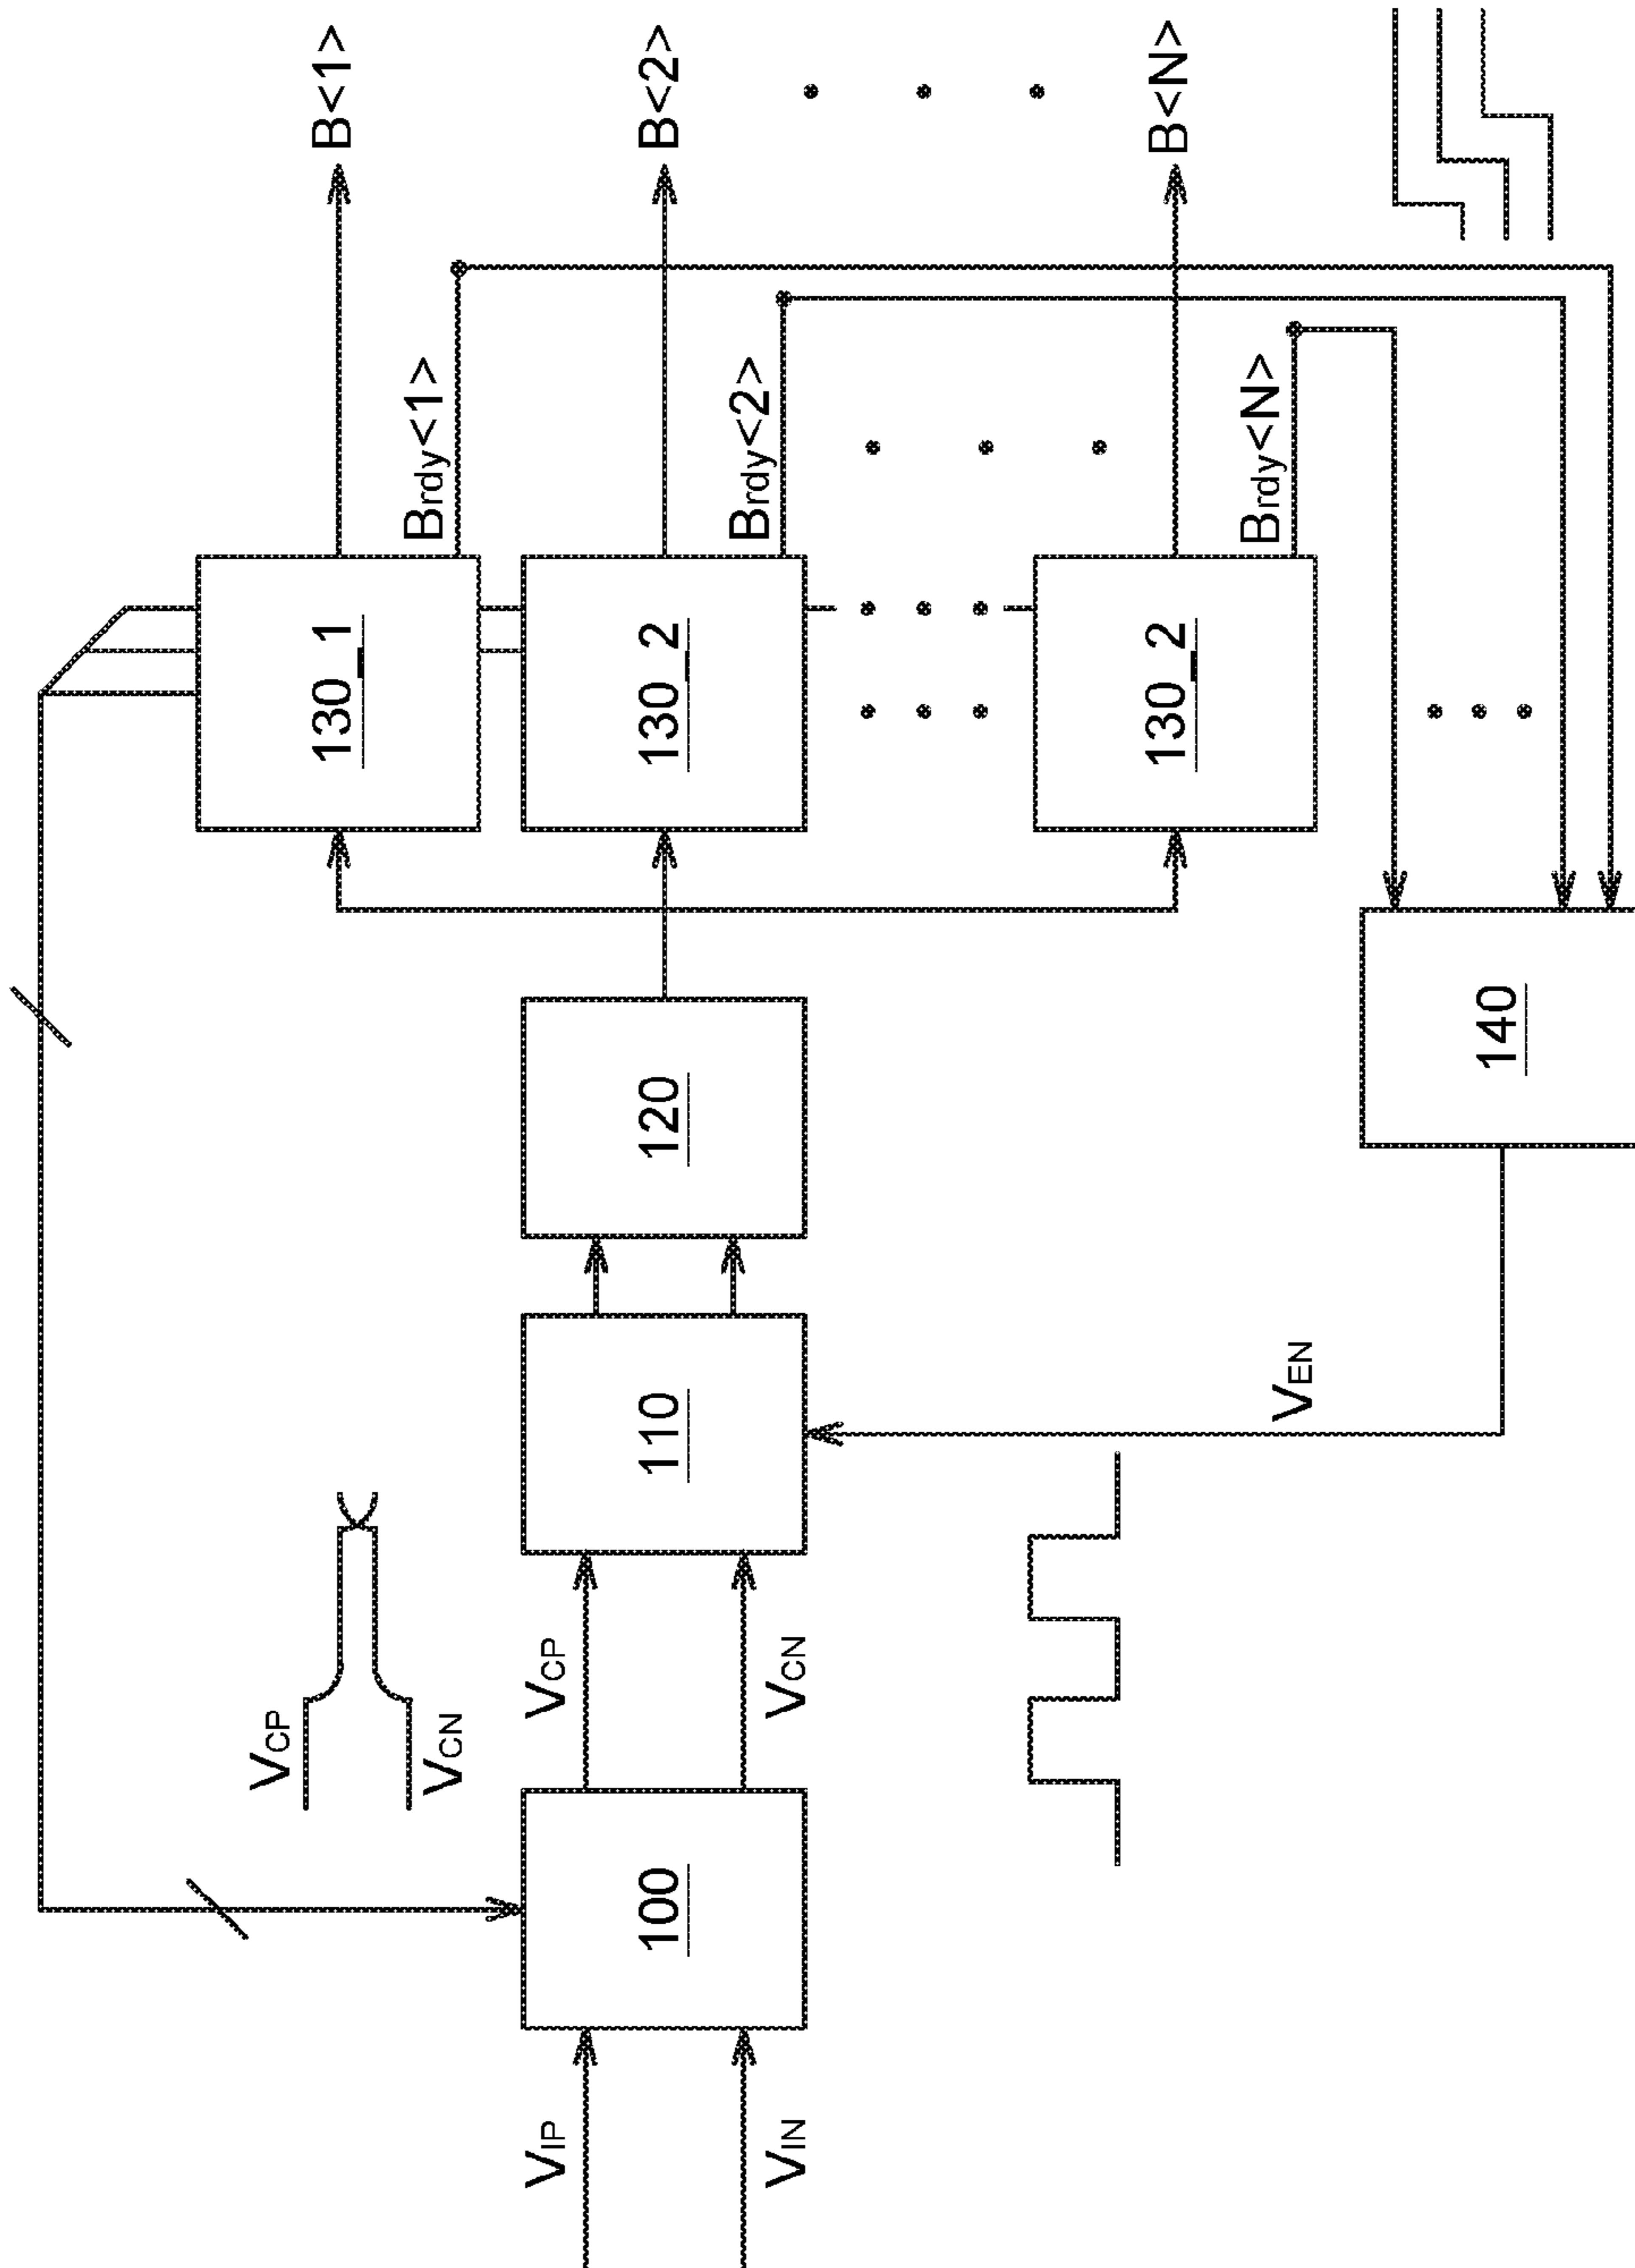 B<1>
B<2>
B<N>
Brdy<1>
Brdy<2>
Brdy<N>
130_1
130_2
130_2
120
140
110
VEN
VCP
VCN
VCP
VCN
100
VIP
VIN